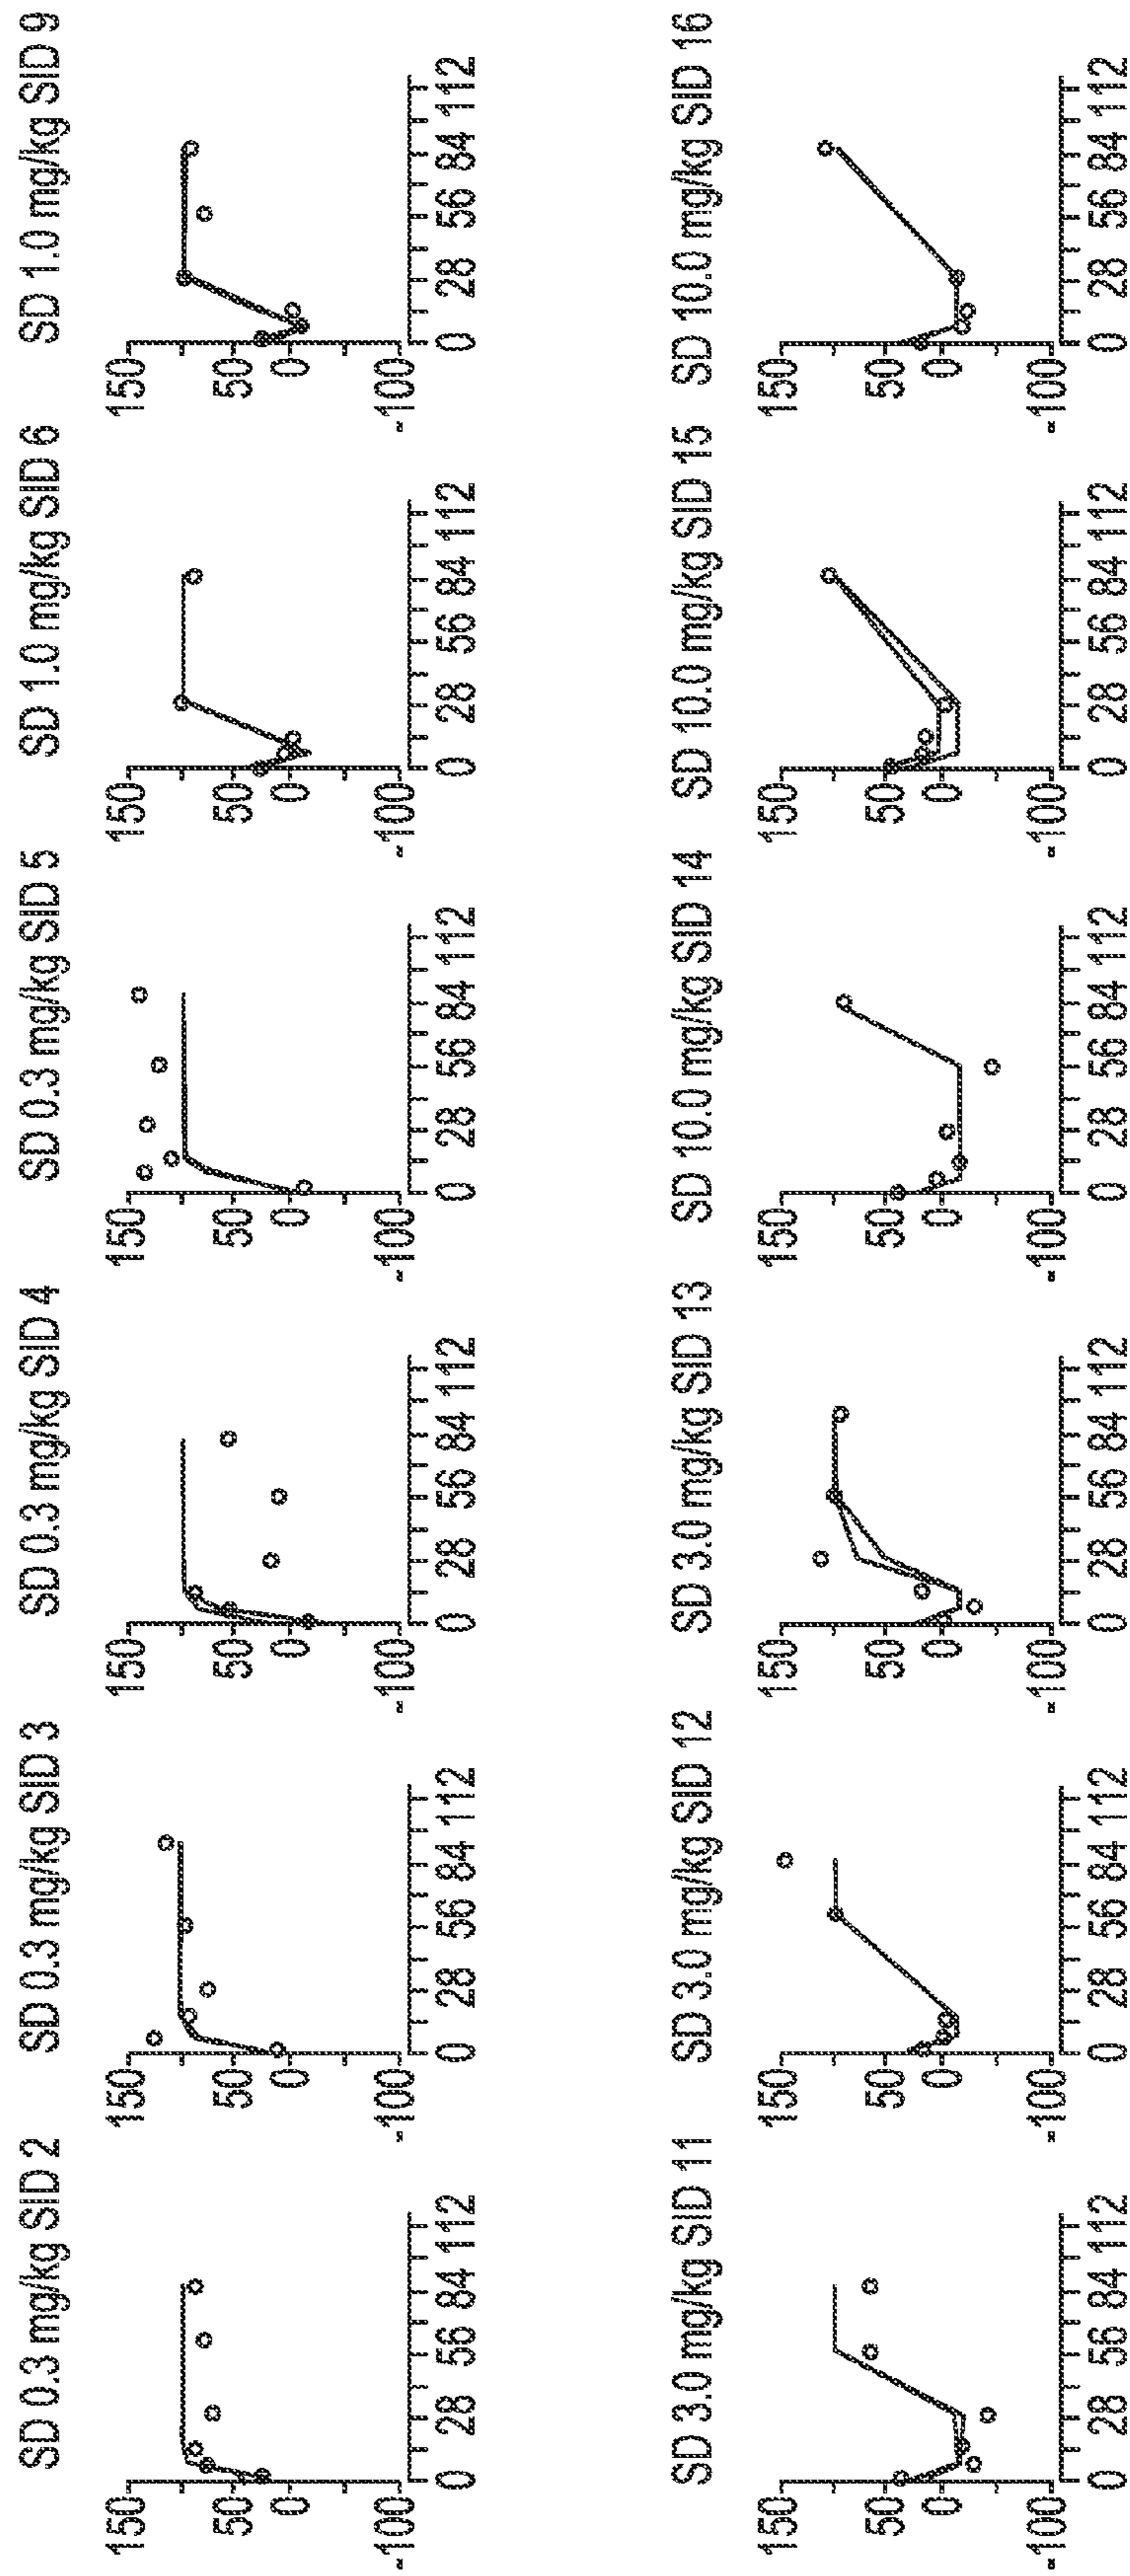 SD 0.3 mg/kg SID 2
150
50
0
-100
0 28 56 84 112
SD 0.3 mg/kg SID 3
150
50
0
-100
0 28 56 84 112
SD 0.3 mg/kg SID 4
150
50
0
-100
0 28 56 84 112
SD 0.3 mg/kg SID 5
150
50
0
-100
0 28 56 84 112
SD 1.0 mg/kg SID 6
150
50
0
-100
0 28 56 84 112
SD 1.0 mg/kg SID 9
150
50
0
-100
0 28 56 84 112
SD 3.0 mg/kg SID 11
150
50
0
-100
0 28 56 84 112
SD 3.0 mg/kg SID 12
150
50
0
-100
0 28 56 84 112
SD 3.0 mg/kg SID 13
150
50
0
-100
0 28 56 84 112
SD 10.0 mg/kg SID 14
150
50
0
-100
0 28 56 84 112
SD 10.0 mg/kg SID 15
150
50
0
-100
0 28 56 84 112
SD 10.0 mg/kg SID 16
150
50
0
-100
0 28 56 84 112